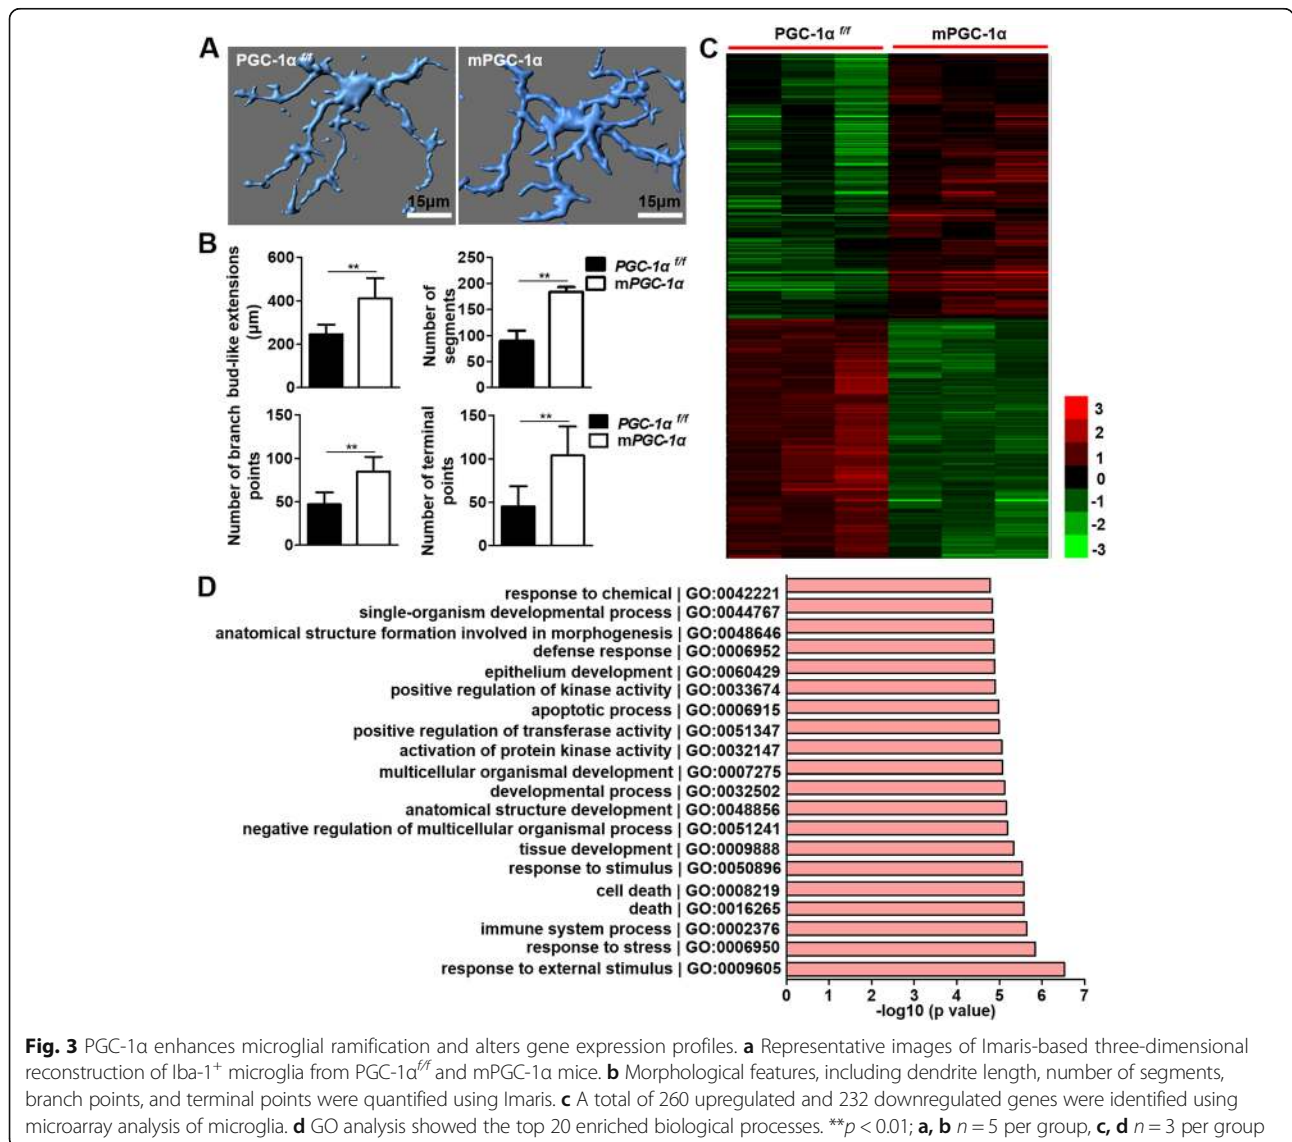 A
PGC-1α f/f
15µm
mPGC-1α
15µm
B
Number of branch bud-like extensions
points (µm)
600
400
200
0
**
Number of
segments
250
200
150
100
50
0
**
PGC-1α f/f
mPGC-1α
150
100
50
0
**
Number of terminal
points
150
100
50
0
**
PGC-1α f/f
mPGC-1α
C
PGC-1α f/f mPGC-1α
3
2
1
0
-1
-2
-3
D
response to chemical | GO:0042221
single-organism developmental process | GO:0044767
anatomical structure formation involved in morphogenesis | GO:0048646
defense response | GO:0006952
epithelium development | GO:0060429
positive regulation of kinase activity | GO:0033674
apoptotic process | GO:0006915
positive regulation of transferase activity | GO:0051347
activation of protein kinase activity | GO:0032147
multicellular organismal development | GO:0007275
developmental process | GO:0032502
anatomical structure development | GO:0048856
negative regulation of multicellular organismal process | GO:0051241
tissue development | GO:0009888
response to stimulus | GO:0050896
cell death | GO:0008219
death | GO:0016265
immune system process | GO:0002376
response to stress | GO:0006950
response to external stimulus | GO:0009605
0 1 2 3 4 5 6 7
-log10 (p value)
Fig. 3 PGC-1α enhances microglial ramification and alters gene expression profiles. a Representative images of Imaris-based three-dimensional
reconstruction of Iba-1+ microglia from PGC-1αf/f and mPGC-1α mice. b Morphological features, including dendrite length, number of segments,
branch points, and terminal points were quantified using Imaris. c A total of 260 upregulated and 232 downregulated genes were identified using
microarray analysis of microglia. d GO analysis showed the top 20 enriched biological processes. **p < 0.01; a, b n = 5 per group, c, d n = 3 per group